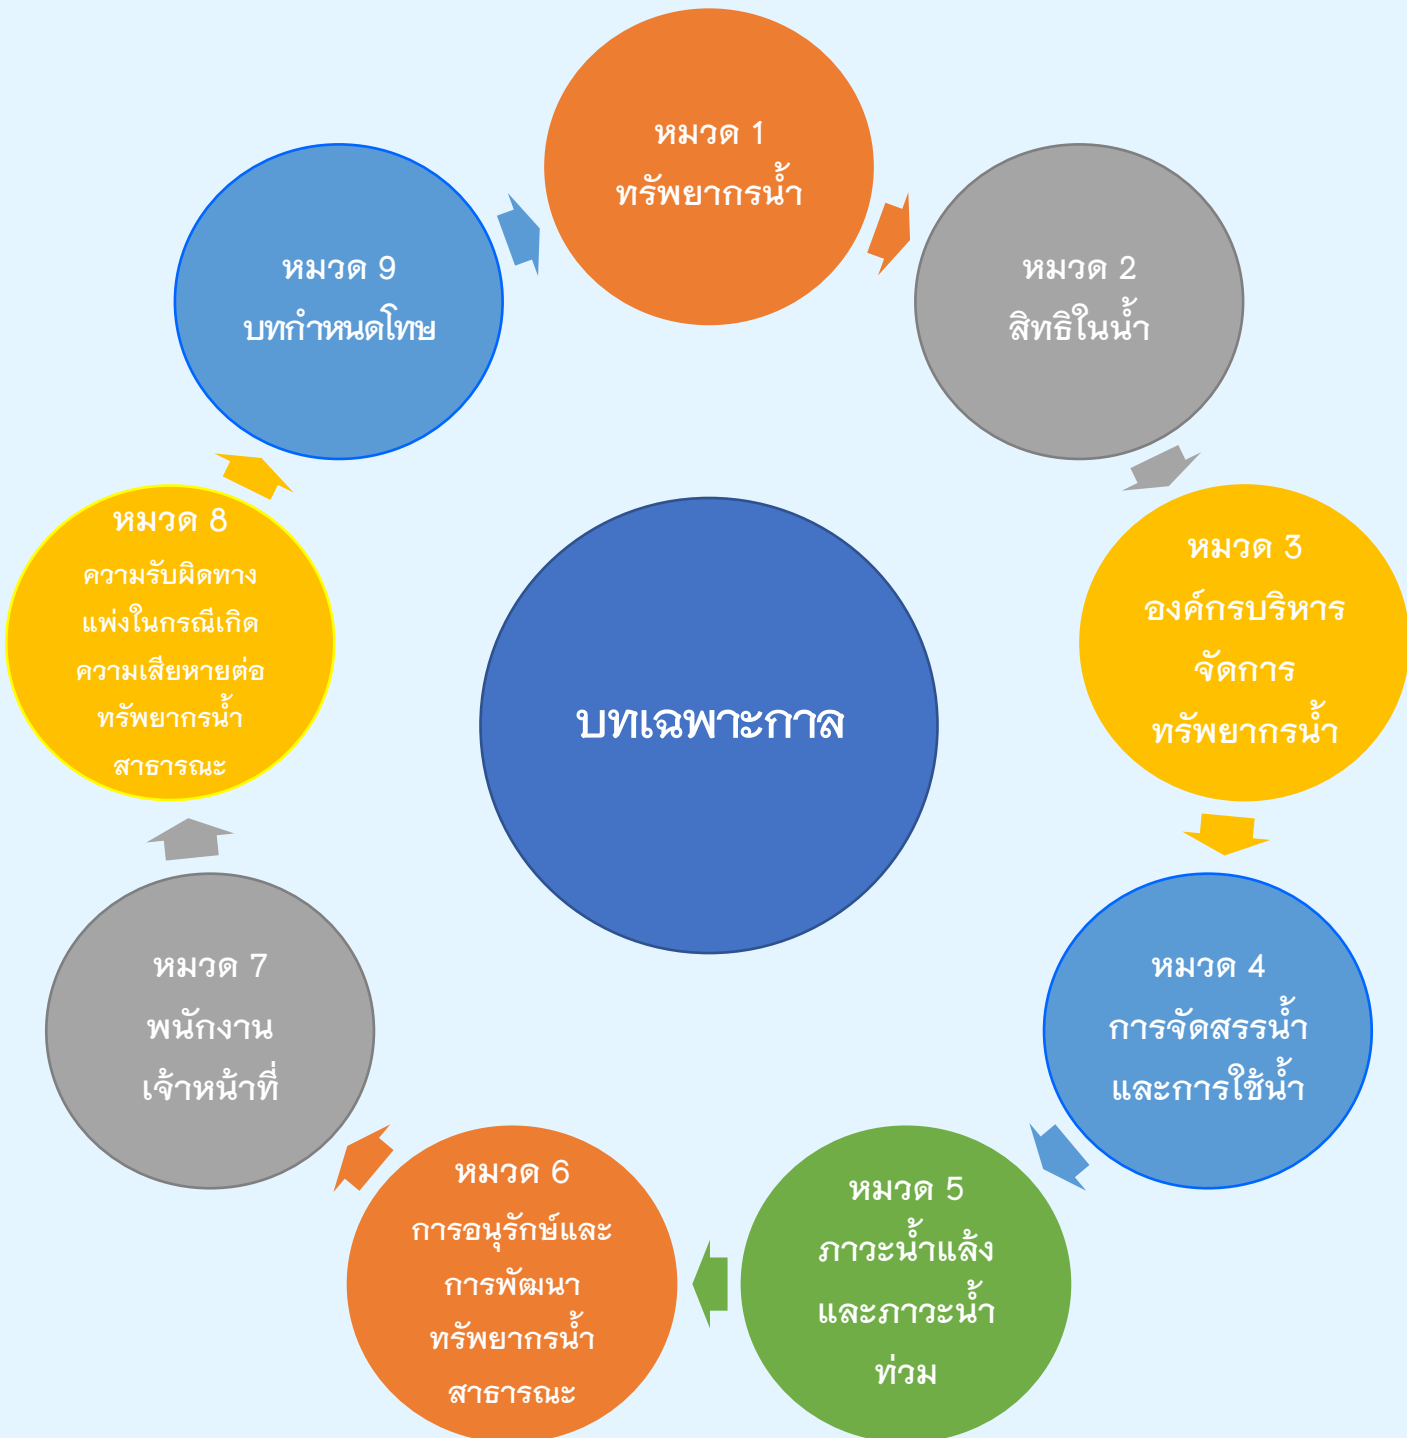 หมวด 1
ทรัพยากรน้ำ
หมวด 2
สิทธิในน้ำ
หมวด 3
องค์กรบริหาร
จัดการ
ทรัพยากรน้ำ
หมวด 4
การจัดสรรน้ำ
และการใช้น้ำ
หมวด 5
ภาวะน้ำแล้ง
และภาวะน้ำ
ท่วม
หมวด 6
การอนุรักษ์และ
การพัฒนา
ทรัพยากรน้ำ
สาธารณะ
หมวด 7
พนักงาน
เจ้าหน้าที่
หมวด 8
ความรับผิดทาง
แพ่งในกรณีเกิด
ความเสียหายต่อ
ทรัพยากรน้ำ
สาธารณะ
หมวด 9
บทกำหนดโทษ
บทเฉพาะกาล